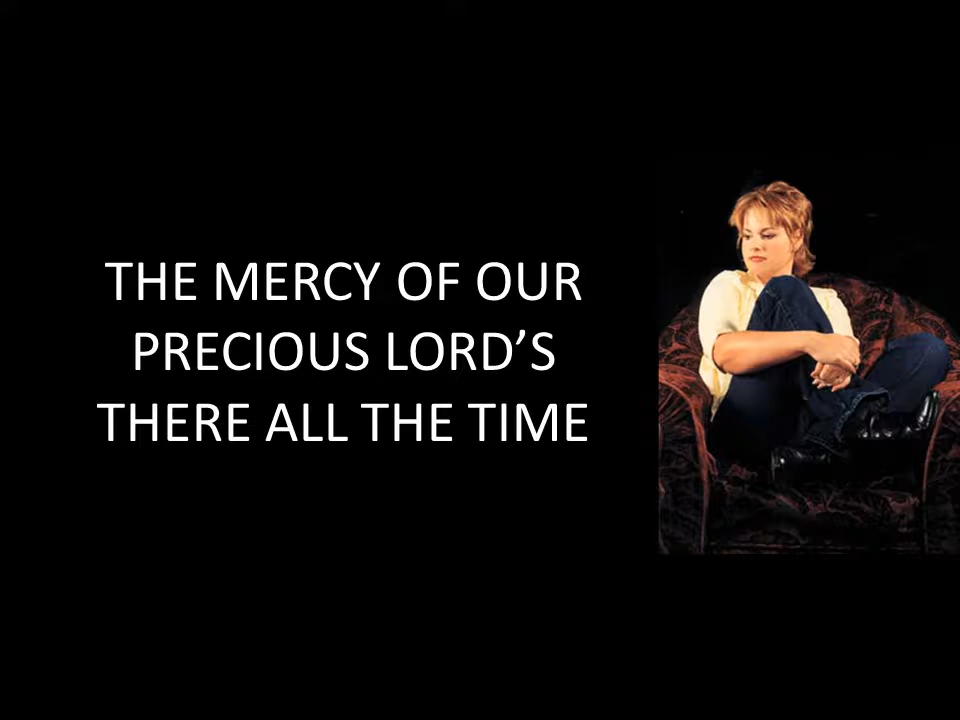 THE MERCY OF OUR
PRECIOUS LORD’S
THERE ALL THE TIME